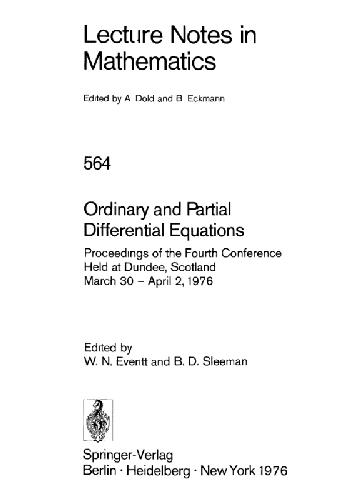 Lecture Notes in
Mathematics
Edited by A. Dold and B. Eckmann
564
Ordinary and Partial
Differential Equations
Proceedings of the Fourth Conference
Held at Dundee, Scotland
March 30 – April 2, 1976
Edited by
W. N. Everitt and B. D. Sleeman
Springer-Verlag
Berlin · Heidelberg · New York 1976